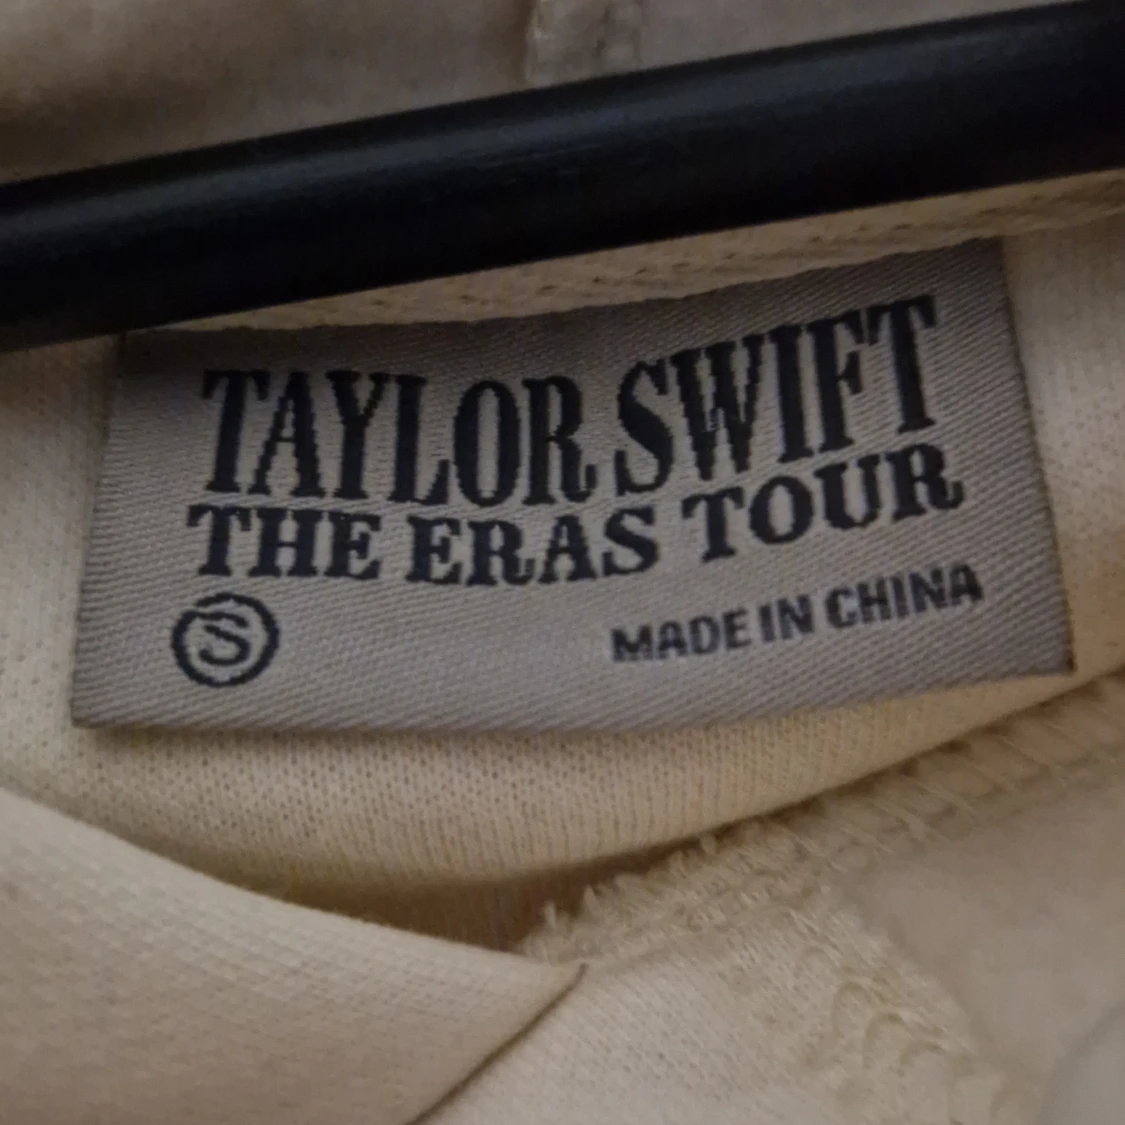 TAYLOR SWIFT
THE ERAS TOUR
S
MADE IN CHINA